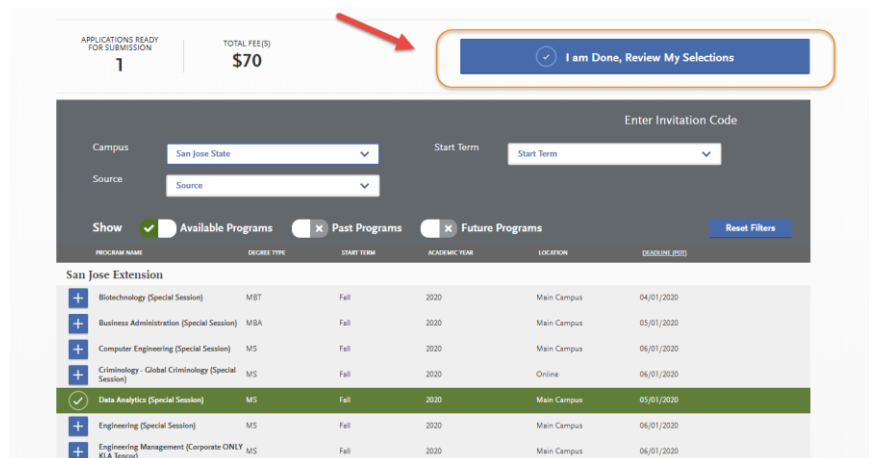 APPLICATIONS READY
FOR SUBMISSION
1
TOTAL FEE(S)
$70
I am Done, Review My Selections
Enter Invitation Code
Campus
San Jose State
Start Term
Start Term
Source
Source
Show
Available Programs
Past Programs
Future Programs
Reset Filters
PROGRAM NAME DEGREE TYPE START TERM ACADEMIC YEAR LOCATION DEADLINE (PDT)
San Jose Extension
Biotechnology (Special Session) MBT Fall 2020 Main Campus 04/01/2020
Business Administration (Special Session) MBA Fall 2020 Main Campus 05/01/2020
Computer Engineering (Special Session) MS Fall 2020 Main Campus 06/01/2020
Criminology - Global Criminology (Special
Session) MS Fall 2020 Online 06/01/2020
Data Analytics (Special Session) MS Fall 2020 Main Campus 05/01/2020
Engineering (Special Session) MS Fall 2020 Main Campus 06/01/2020
Engineering Management (Corporate ONLY
KLA Tencor) MS Fall 2020 Main Campus 06/01/2020